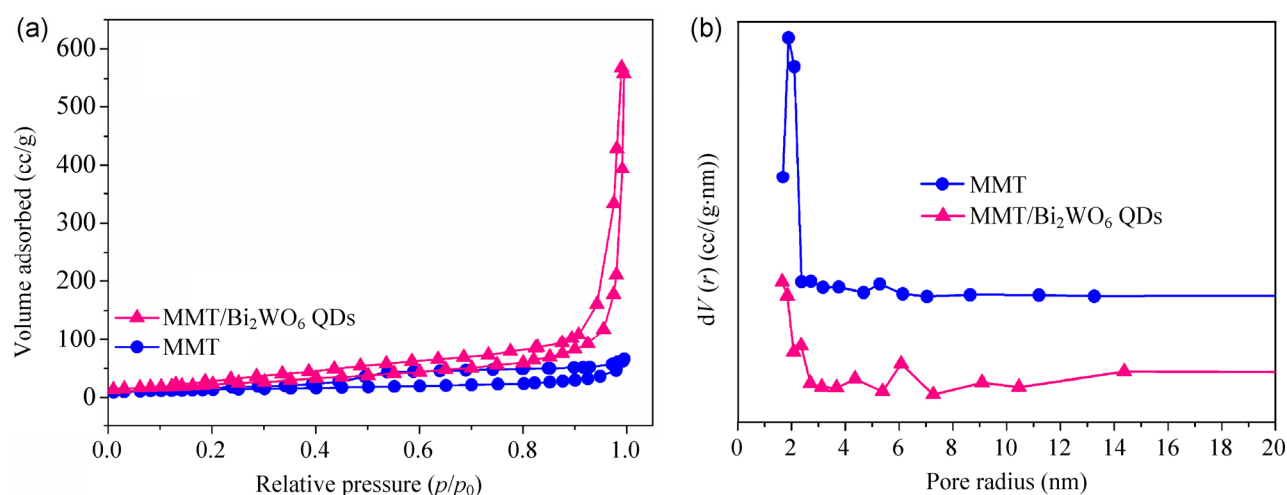 (a)
600
500
400
300
200
100
0
Volume adsorbed (cc/g)
MMT/Bi₂WO₆ QDs
MMT
0.0 0.2 0.4 0.6 0.8 1.0
Relative pressure (p/p₀)
(b)
dV (r) (cc/(g·nm))
MMT
MMT/Bi₂WO₆ QDs
0 2 4 6 8 10 12 14 16 18 20
Pore radius (nm)